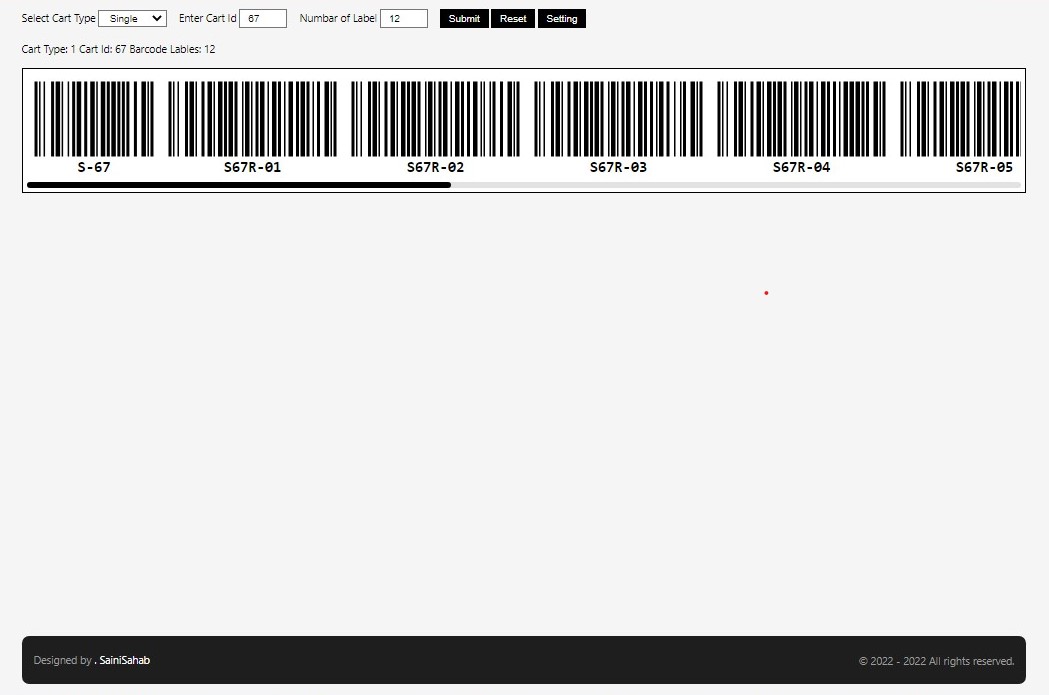 Select Cart Type Single Enter Cart Id 67 Numbar of Label 12 Submit Reset Setting
Cart Type: 1 Cart Id: 67 Barcode Lables: 12
S-67 S67R-01 S67R-02 S67R-03 S67R-04 S67R-05
Designed by . SainiSahab © 2022 - 2022 All rights reserved.